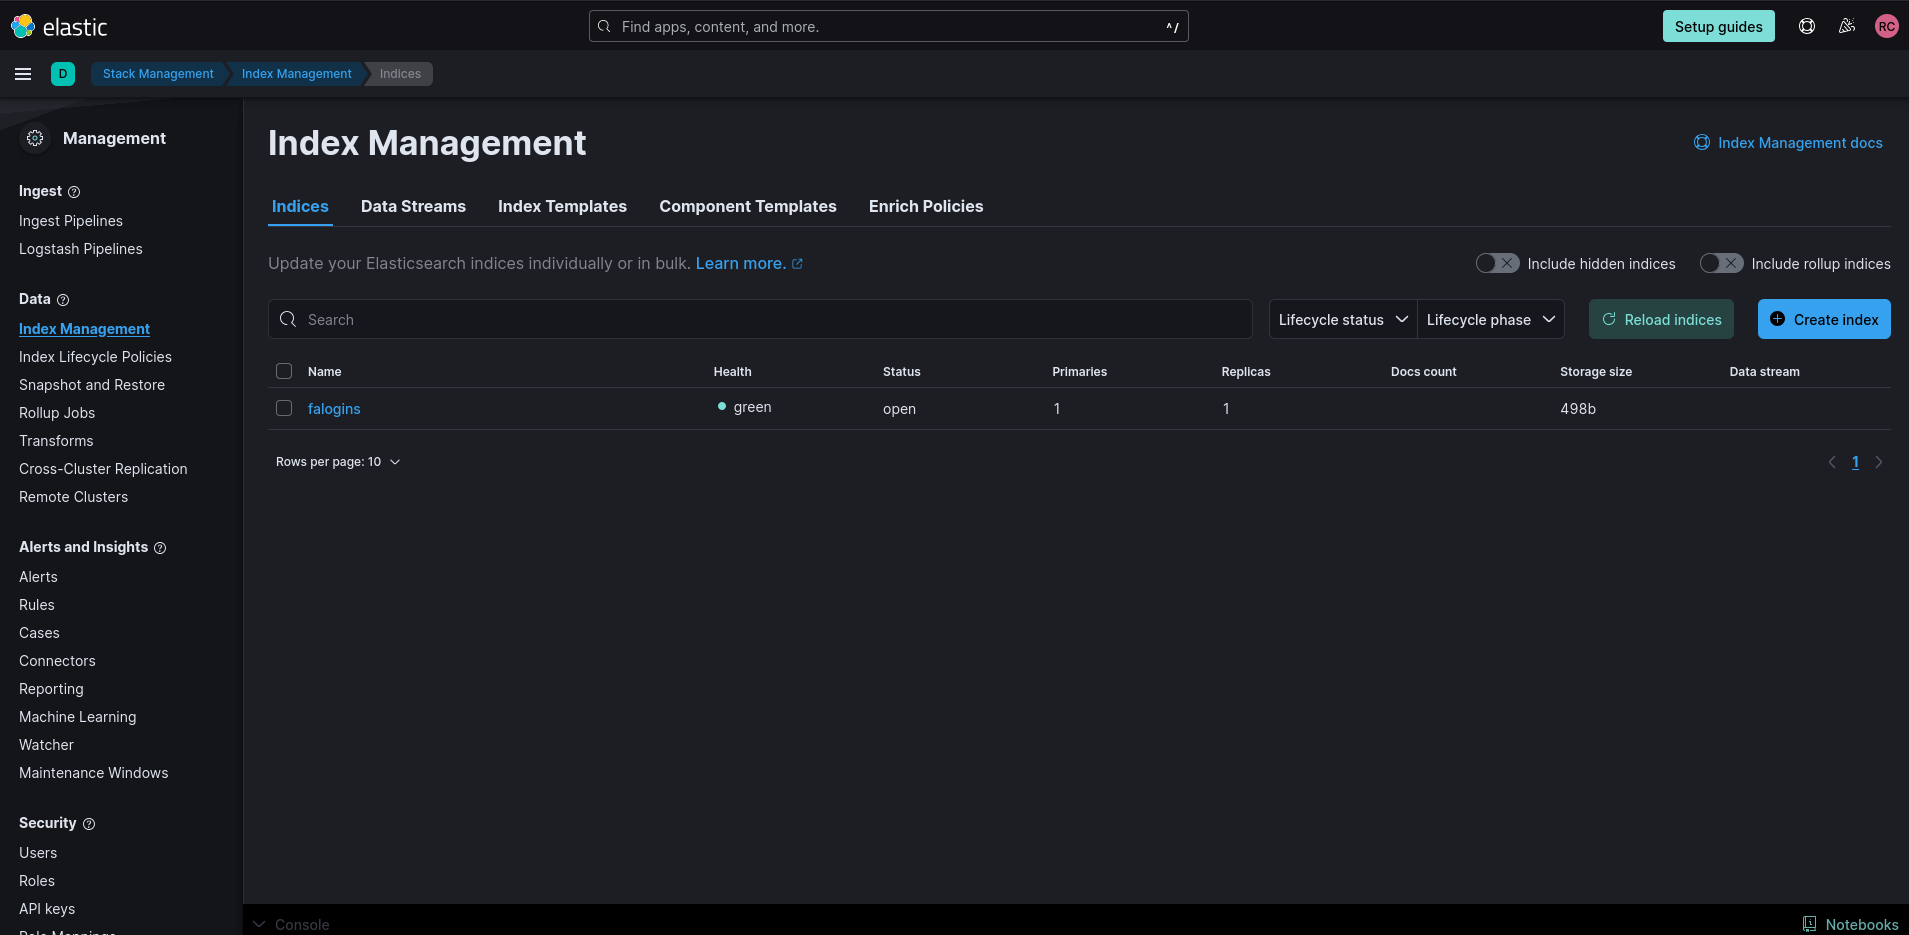 elastic
Find apps, content, and more.
^/
Setup guides
RC
D
Stack Management
Index Management
Indices
Management
Ingest
Ingest Pipelines
Logstash Pipelines
Data
Index Management
Index Lifecycle Policies
Snapshot and Restore
Rollup Jobs
Transforms
Cross-Cluster Replication
Remote Clusters
Alerts and Insights
Alerts
Rules
Cases
Connectors
Reporting
Machine Learning
Watcher
Maintenance Windows
Security
Users
Roles
API keys
Role Mappings
Index Management
Index Management docs
Indices Data Streams Index Templates Component Templates Enrich Policies
Update your Elasticsearch indices individually or in bulk. Learn more.
Include hidden indices
Include rollup indices
Search
Lifecycle status
Lifecycle phase
Reload indices
Create index
Name Health Status Primaries Replicas Docs count Storage size Data stream
falogins green open 1 1 498b
Rows per page: 10
1
Console
Notebooks